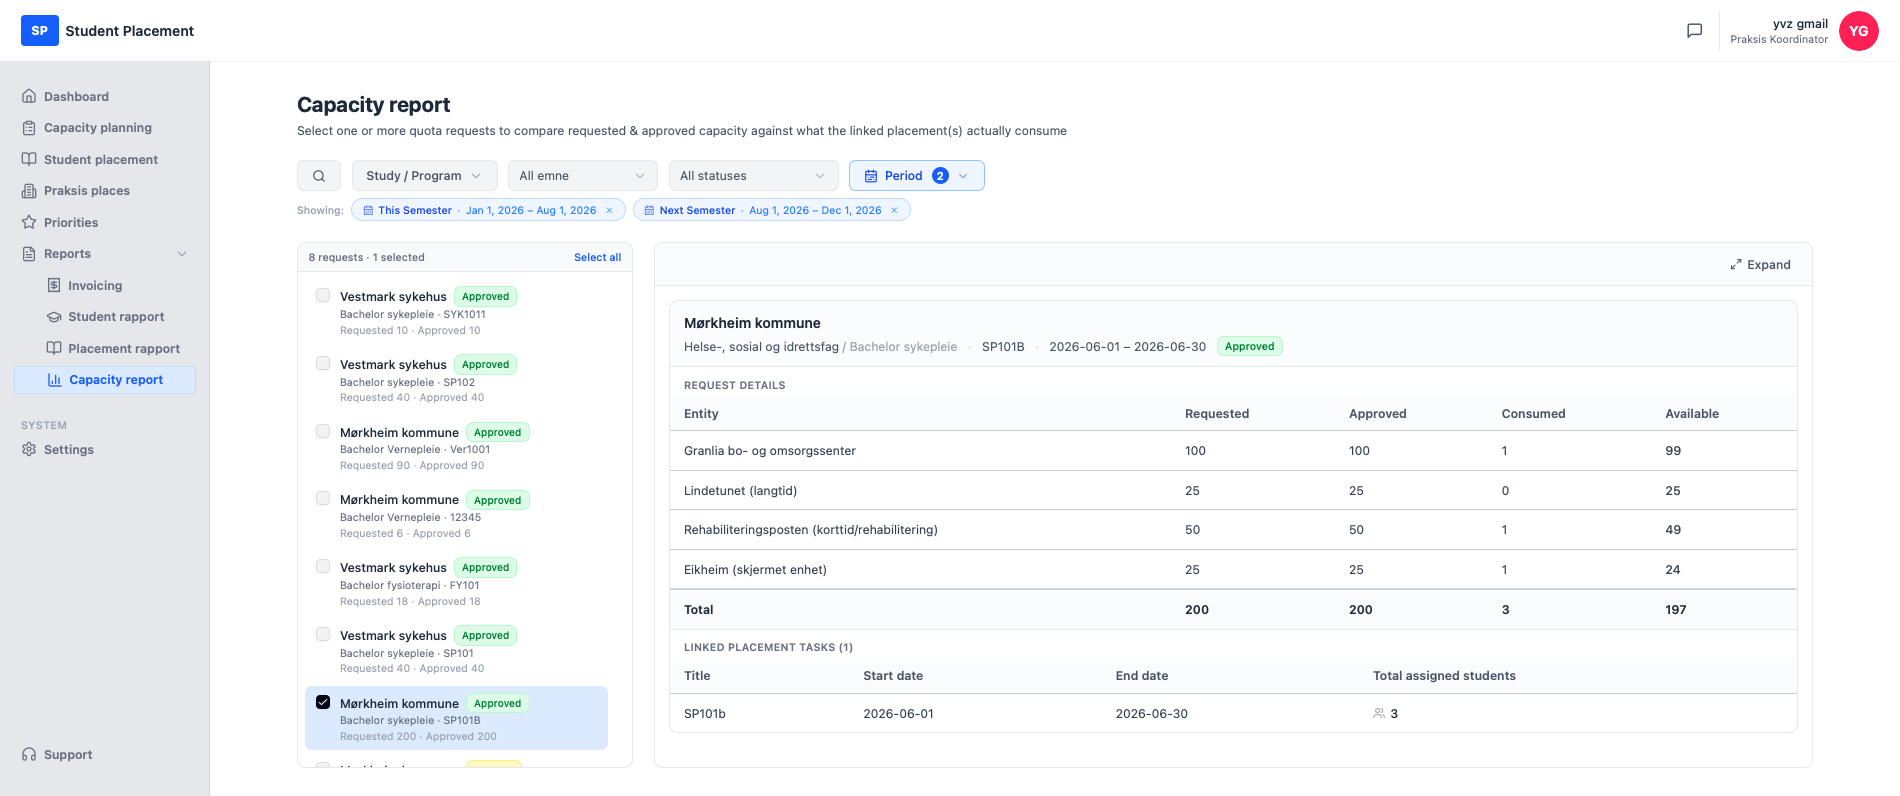 SP Student Placement
yvz gmail
Praksis Koordinator
YG
Dashboard
Capacity planning
Student placement
Praksis places
Priorities
Reports
Invoicing
Student rapport
Placement rapport
Capacity report
SYSTEM
Settings
Support
Capacity report
Select one or more quota requests to compare requested & approved capacity against what the linked placement(s) actually consume
Study / Program All emne All statuses Period 2
Showing: This Semester · Jan 1, 2026 – Aug 1, 2026 × Next Semester · Aug 1, 2026 – Dec 1, 2026 ×
8 requests · 1 selected Select all
Vestmark sykehus Approved
Bachelor sykepleie · SYK1011
Requested 10 · Approved 10
Vestmark sykehus Approved
Bachelor sykepleie · SP102
Requested 40 · Approved 40
Mørkheim kommune Approved
Bachelor Vernepleie · Ver1001
Requested 90 · Approved 90
Mørkheim kommune Approved
Bachelor Vernepleie · 12345
Requested 6 · Approved 6
Vestmark sykehus Approved
Bachelor fysioterapi · FY101
Requested 18 · Approved 18
Vestmark sykehus Approved
Bachelor sykepleie · SP101
Requested 40 · Approved 40
Mørkheim kommune Approved
Bachelor sykepleie · SP101B
Requested 200 · Approved 200
Expand
Mørkheim kommune
Helse-, sosial og idrettsfag / Bachelor sykepleie · SP101B · 2026-06-01 – 2026-06-30 Approved
REQUEST DETAILS
Entity Requested Approved Consumed Available
Granlia bo- og omsorgssenter 100 100 1 99
Lindetunet (langtid) 25 25 0 25
Rehabiliteringsposten (korttid/rehabilitering) 50 50 1 49
Eikheim (skjermet enhet) 25 25 1 24
Total 200 200 3 197
LINKED PLACEMENT TASKS (1)
Title Start date End date Total assigned students
SP101b 2026-06-01 2026-06-30 3